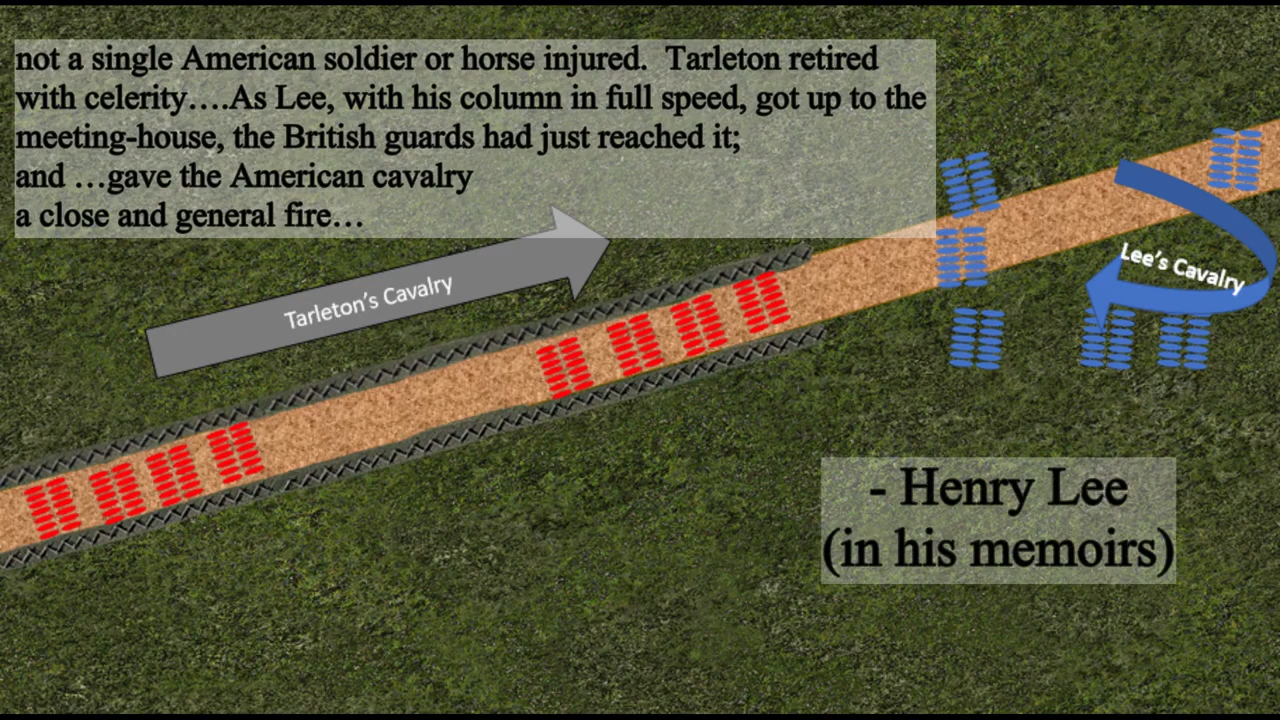 not a single American soldier or horse injured.  Tarleton retired
with celerity….As Lee, with his column in full speed, got up to the
meeting-house, the British guards had just reached it;
and …gave the American cavalry
a close and general fire…
Tarleton's Cavalry
Lee's Cavalry
- Henry Lee
(in his memoirs)